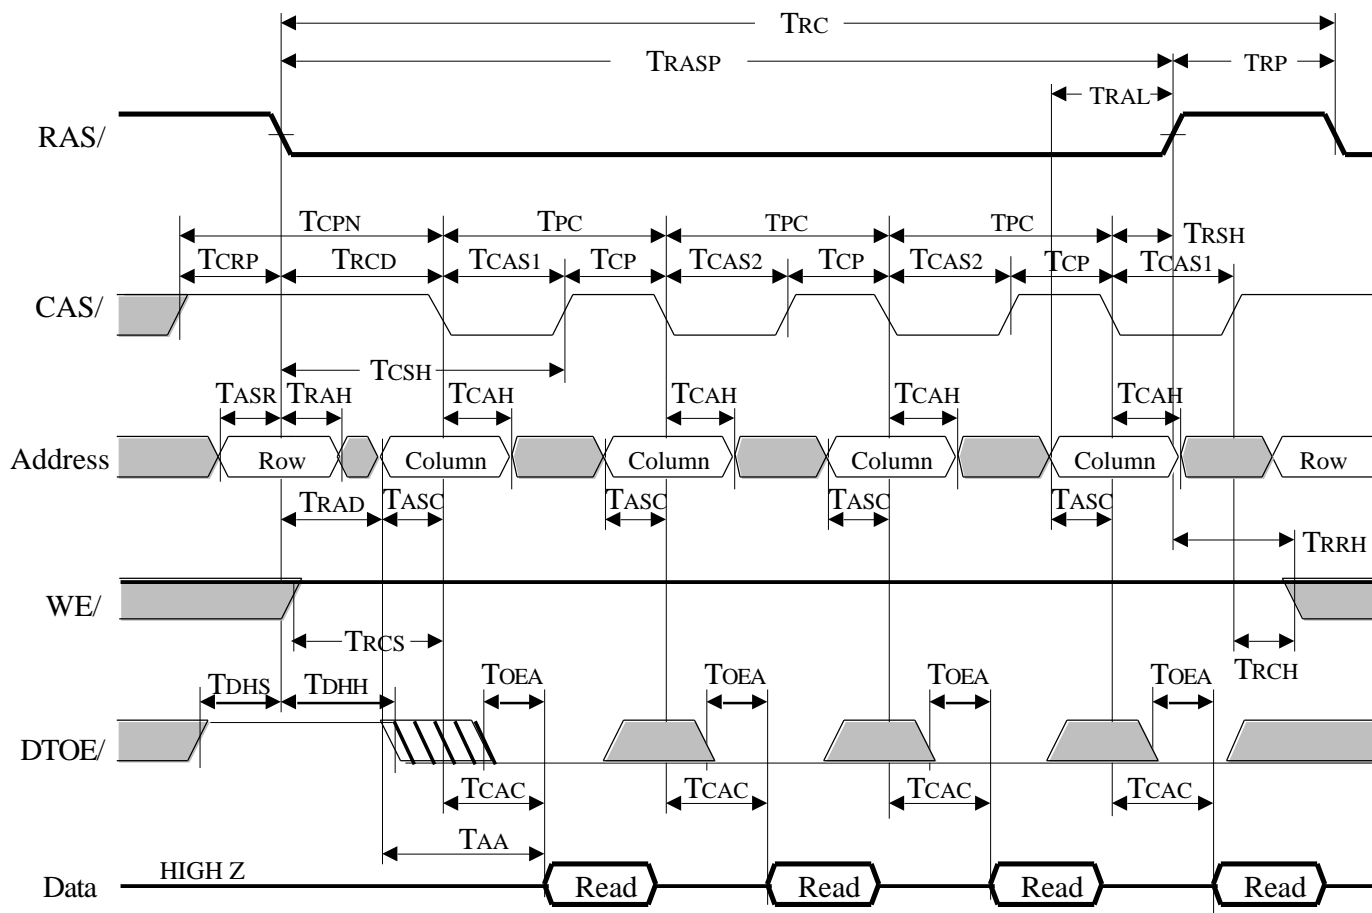 TRC
TRASP TRP
TRAL
RAS/
TCPN TPC TPC TPC TRSH
TCRP TRCD TCAS1 TCP TCAS2 TCP TCAS2 TCP TCAS1
CAS/
TCSH
TASR TRAH TCAH TCAH TCAH TCAH
Address Row Column Column Column Column Row
TRAD TASC TASC TASC TASC
TRRH
WE/
TRCS
TRCH
TDHS TDHH TOEA TOEA TOEA TOEA
DTOE/
TCAC TCAC TCAC TCAC
TAA
HIGH Z
Data Read Read Read Read